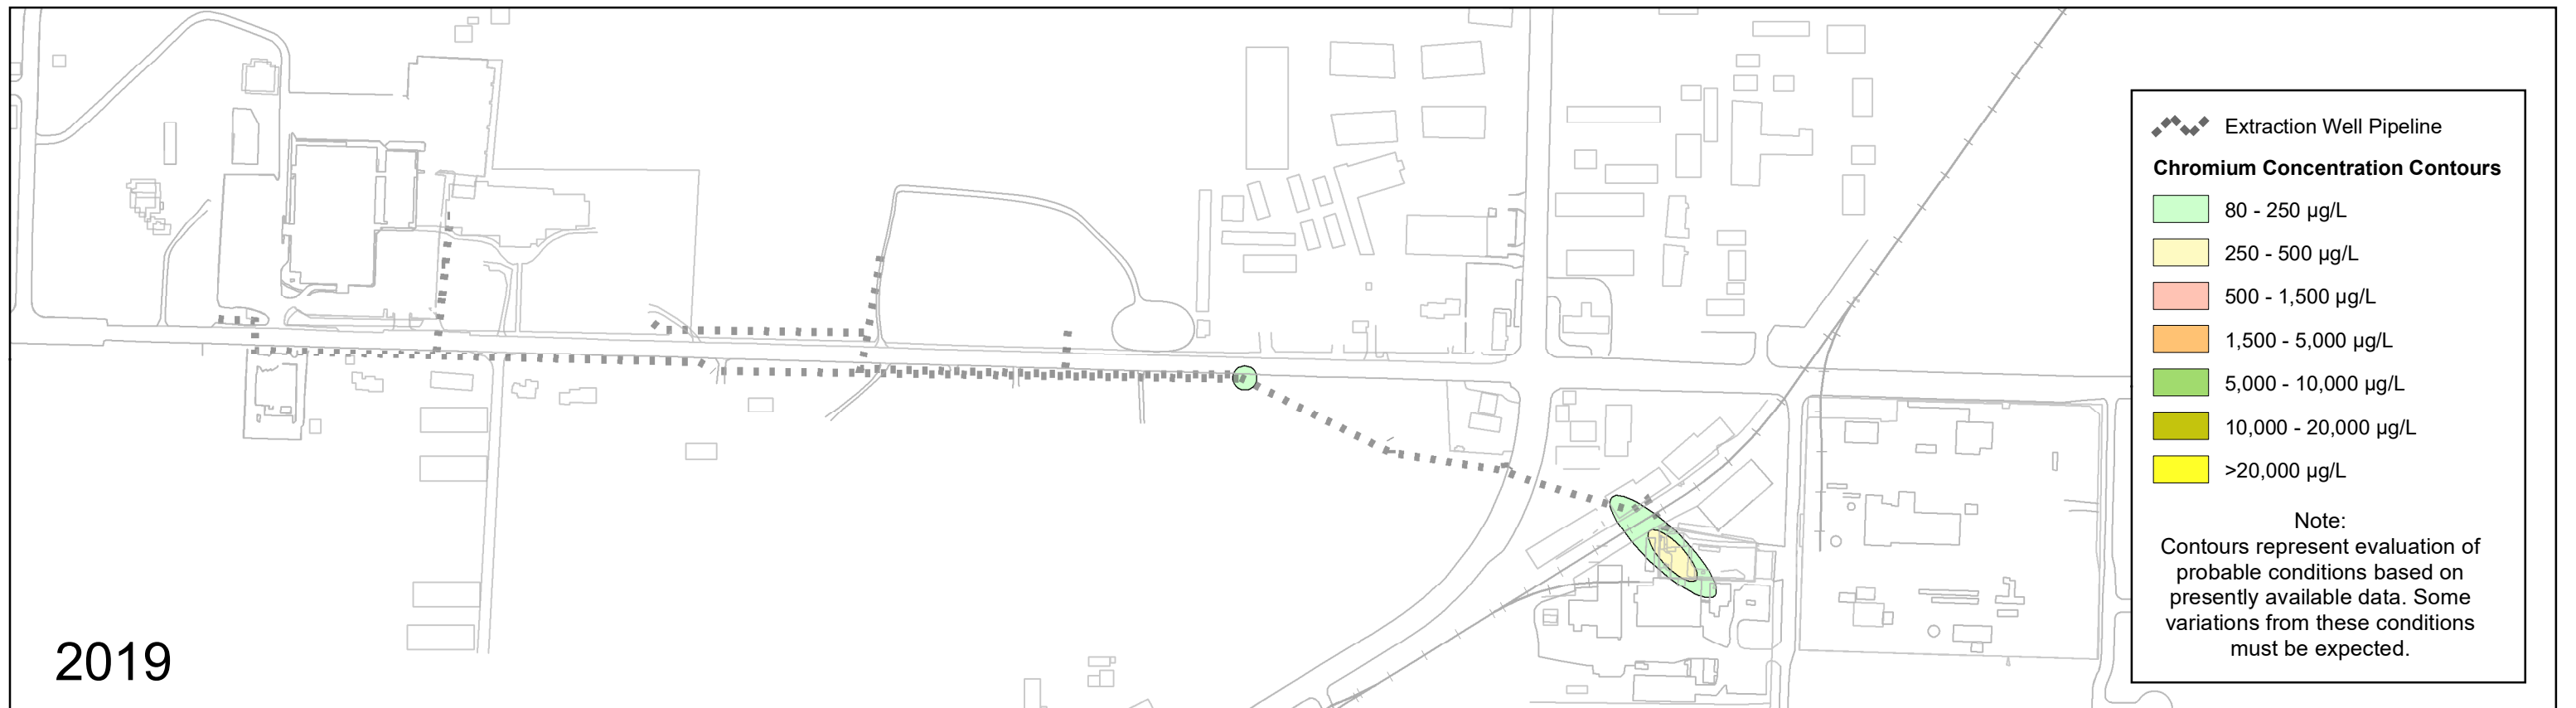 Extraction Well Pipeline
Chromium Concentration Contours
80 - 250 µg/L
250 - 500 µg/L
500 - 1,500 µg/L
1,500 - 5,000 µg/L
5,000 - 10,000 µg/L
10,000 - 20,000 µg/L
>20,000 µg/L
Note:
Contours represent evaluation of
probable conditions based on
presently available data. Some
variations from these conditions
must be expected.
2019